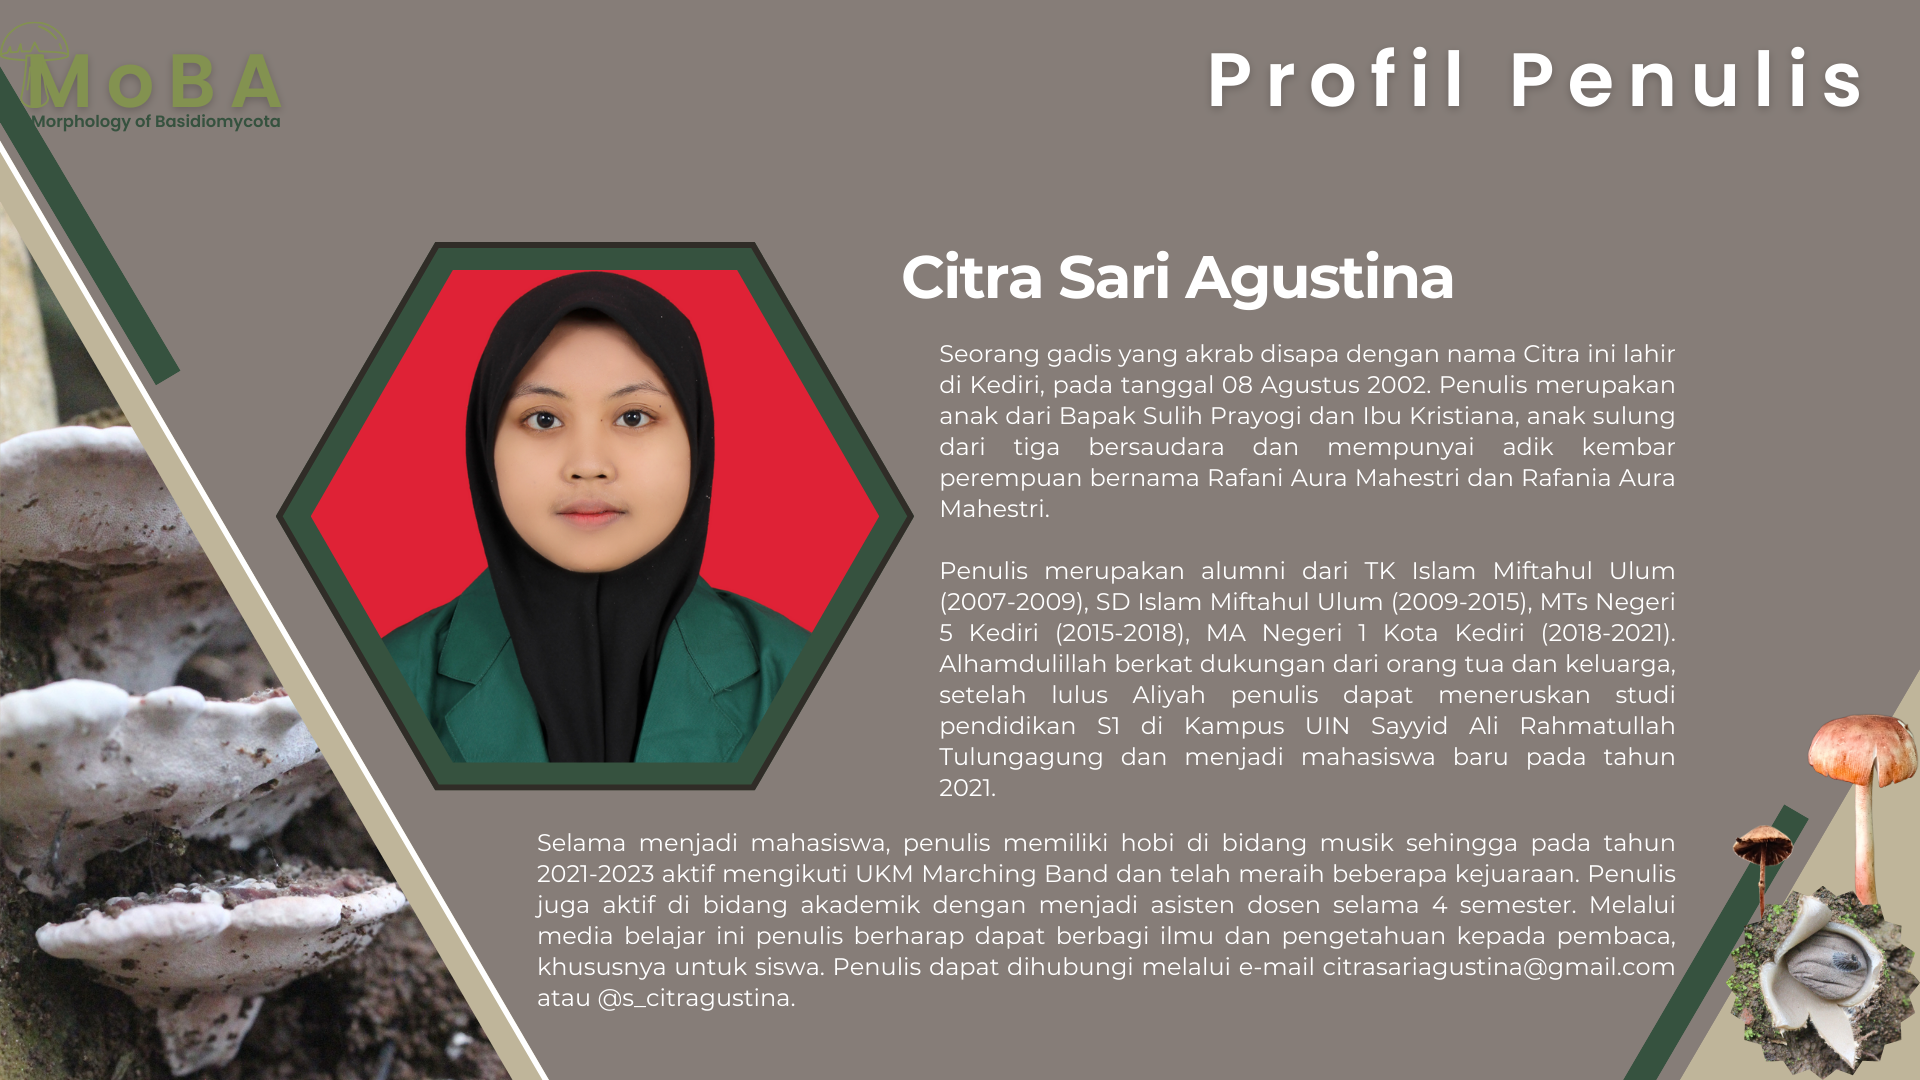 MoBA
Morphology of Basidiomycota
Profil Penulis
Citra Sari Agustina
Seorang gadis yang akrab disapa dengan nama Citra ini lahir
di Kediri, pada tanggal 08 Agustus 2002. Penulis merupakan
anak dari Bapak Sulih Prayogi dan Ibu Kristiana, anak sulung
dari tiga bersaudara dan mempunyai adik kembar
perempuan bernama Rafani Aura Mahestri dan Rafania Aura
Mahestri.
Penulis merupakan alumni dari TK Islam Miftahul Ulum
(2007-2009), SD Islam Miftahul Ulum (2009-2015), MTs Negeri
5 Kediri (2015-2018), MA Negeri 1 Kota Kediri (2018-2021).
Alhamdulillah berkat dukungan dari orang tua dan keluarga,
setelah lulus Aliyah penulis dapat meneruskan studi
pendidikan S1 di Kampus UIN Sayyid Ali Rahmatullah
Tulungagung dan menjadi mahasiswa baru pada tahun
2021.
Selama menjadi mahasiswa, penulis memiliki hobi di bidang musik sehingga pada tahun
2021-2023 aktif mengikuti UKM Marching Band dan telah meraih beberapa kejuaraan. Penulis
juga aktif di bidang akademik dengan menjadi asisten dosen selama 4 semester. Melalui
media belajar ini penulis berharap dapat berbagi ilmu dan pengetahuan kepada pembaca,
khususnya untuk siswa. Penulis dapat dihubungi melalui e-mail citrasariagustina@gmail.com
atau @s_citragustina.